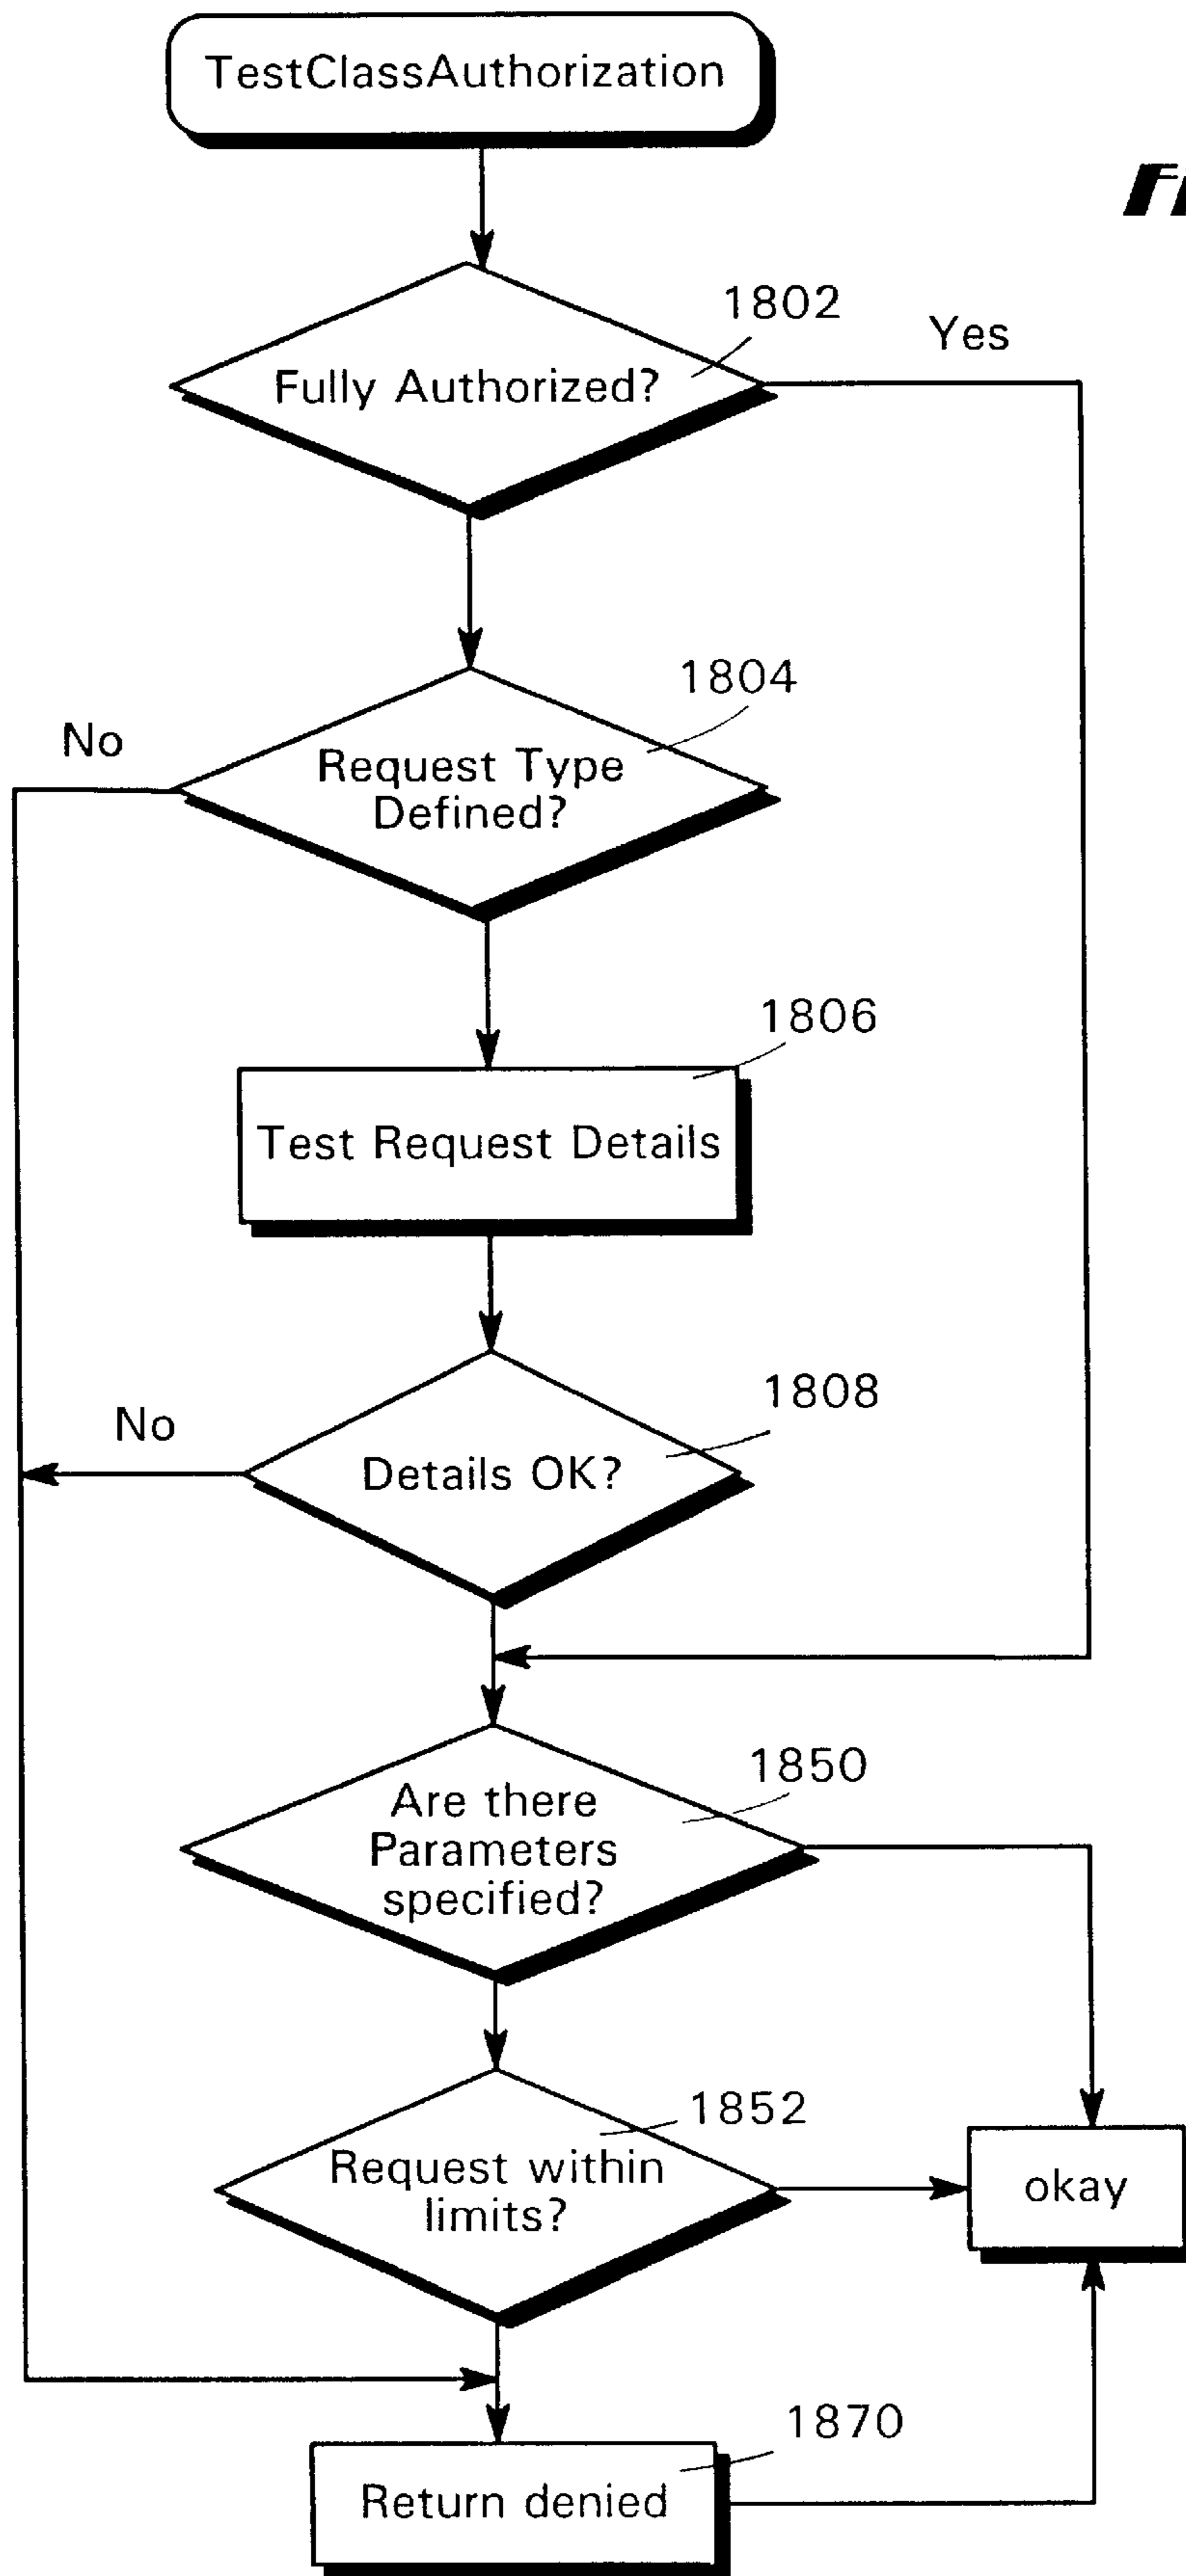 TestClassAuthorization
1802
Yes
Fully Authorized?
1804
No
Request Type
Defined?
1806
Test Request Details
1808
No
Details OK?
1850
Are there
Parameters
specified?
1852
Request within
limits?
okay
1870
Return denied